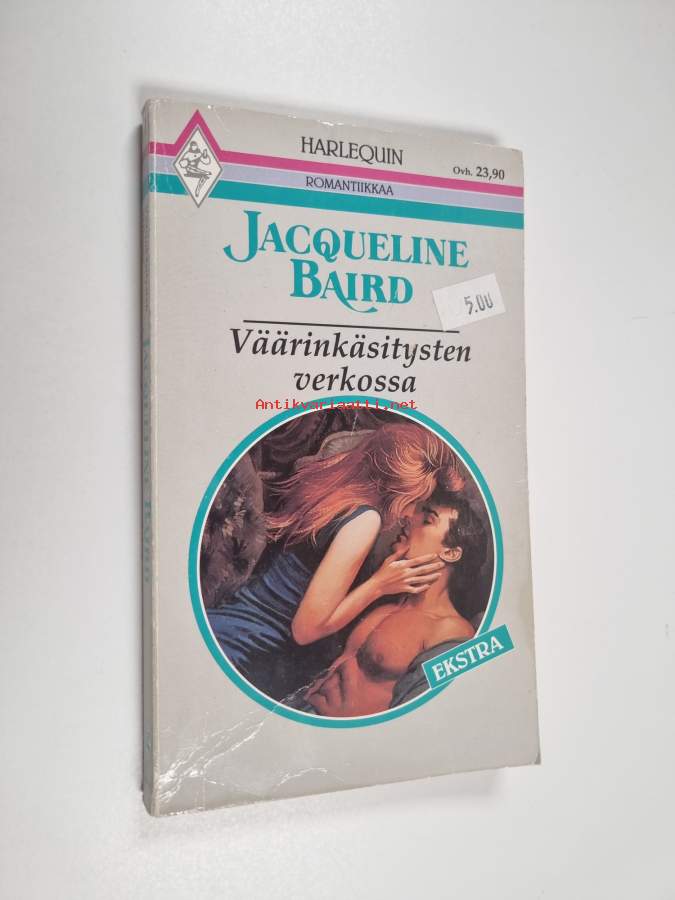 HARLEQUIN
Ovh. 23,90
ROMANTIIKKAA
JACQUELINE
BAIRD
5.00
Väärinkäsitysten
verkossa
Antikvariaatti.net
EKSTRA